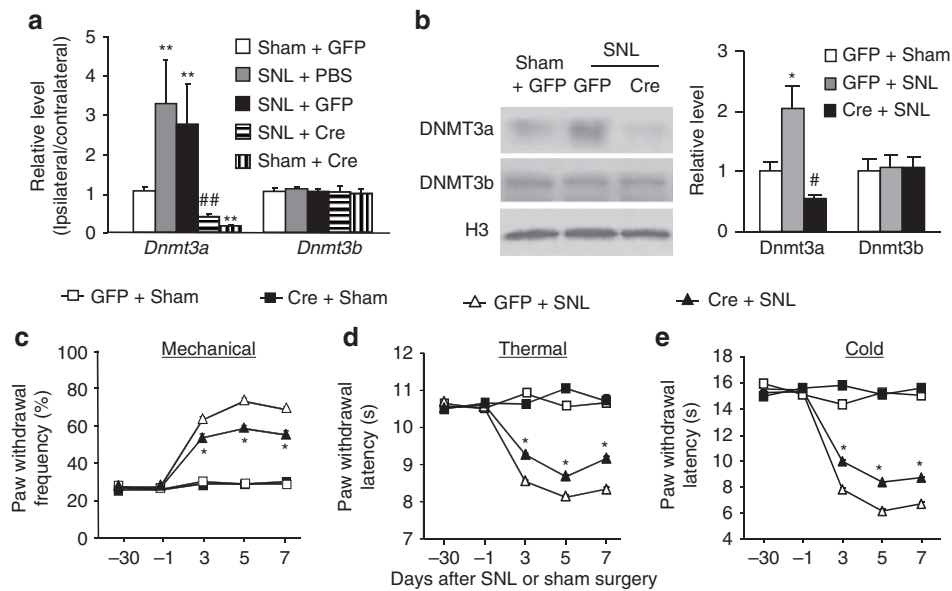 a
Relative level
(Ipsilateral/contralateral)
5
4
3
2
1
0
**
**
##
**
Sham + GFP
SNL + PBS
SNL + GFP
SNL + Cre
Sham + Cre
Dnmt3a
Dnmt3b
b
SNL
Sham
+ GFP
GFP
Cre
DNMT3a
DNMT3b
H3
Relative level
3
2
1
0
*
#
GFP + Sham
GFP + SNL
Cre + SNL
Dnmt3a
Dnmt3b
GFP + Sham
Cre + Sham
GFP + SNL
Cre + SNL
c
Mechanical
Paw withdrawal
frequency (%)
100
80
60
40
20
0
*
*
*
–30
–1
3
5
7
d
Thermal
Paw withdrawal
latency (s)
12
11
10
9
8
7
*
*
*
–30
–1
3
5
7
e
Cold
Paw withdrawal
latency (s)
18
16
14
12
10
8
6
4
*
*
*
–30
–1
3
5
7
Days after SNL or sham surgery